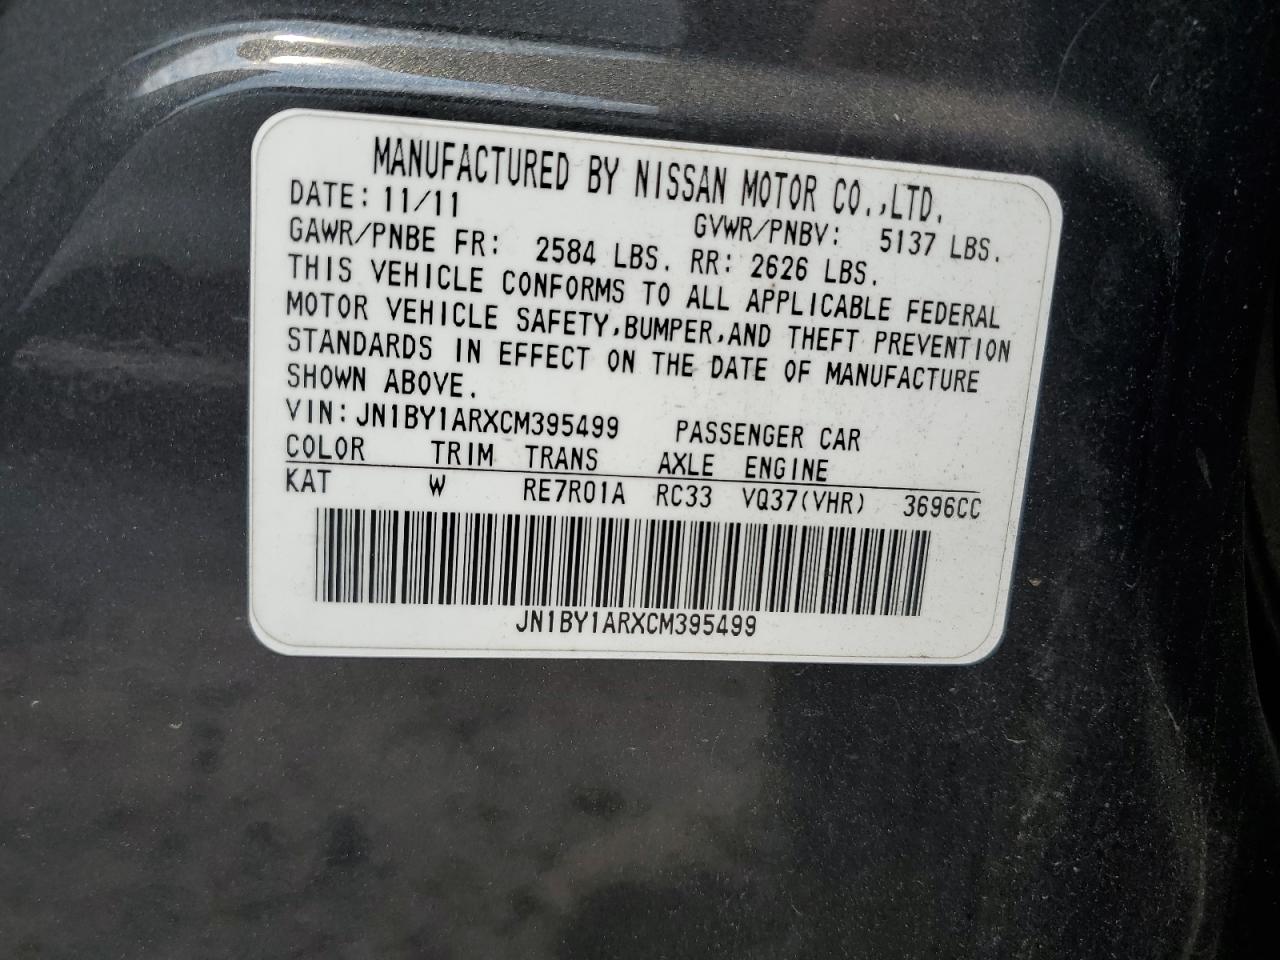 MANUFACTURED BY NISSAN MOTOR CO.,LTD.
DATE: 11/11 GVWR/PNBV: 5137 LBS.
GAWR/PNBE FR: 2584 LBS. RR: 2626 LBS.
THIS VEHICLE CONFORMS TO ALL APPLICABLE FEDERAL
MOTOR VEHICLE SAFETY,BUMPER,AND THEFT PREVENTION
STANDARDS IN EFFECT ON THE DATE OF MANUFACTURE
SHOWN ABOVE.
VIN: JN1BY1ARXCM395499 PASSENGER CAR
COLOR TRIM TRANS AXLE ENGINE
KAT W RE7R01A RC33 VQ37(VHR) 3696CC
JN1BY1ARXCM395499